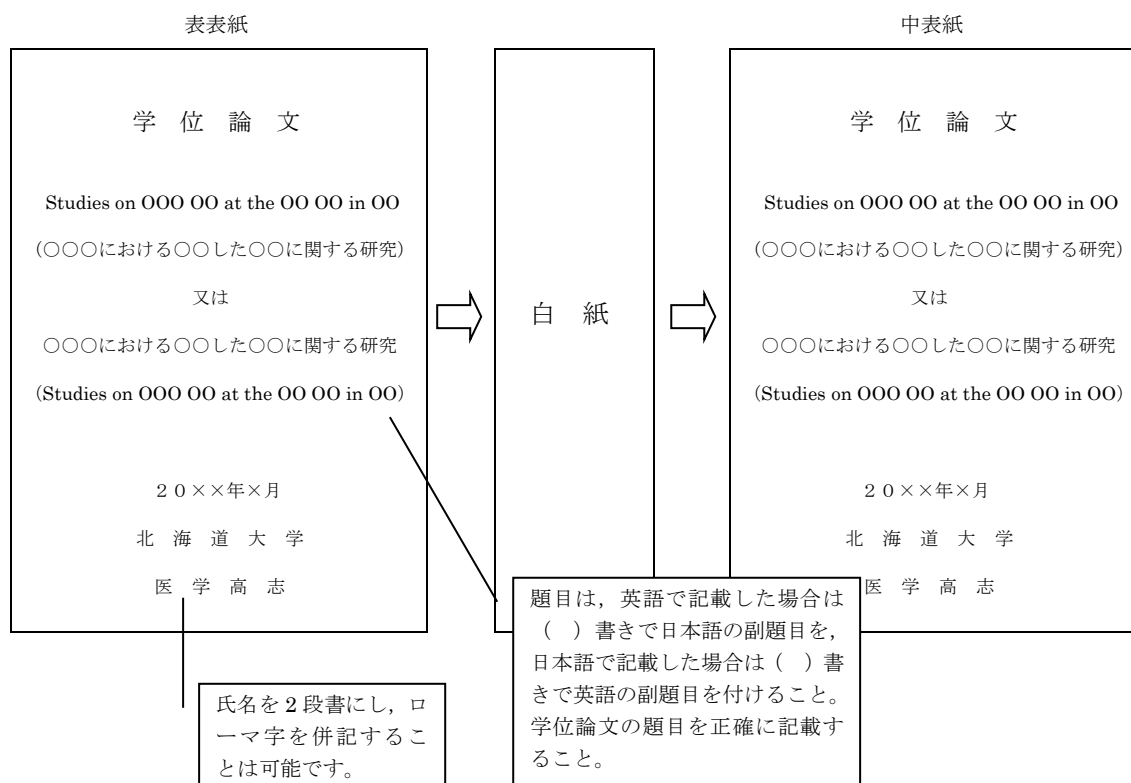 表表紙
学 位 論 文
Studies on OOO OO at the OO OO in OO
(○○○における○○した○○に関する研究)
又は
○○○における○○した○○に関する研究
(Studies on OOO OO at the OO OO in OO)
20××年×月
北 海 道 大 学
医 学 高 志
氏名を2段書にし,ロ
ーマ字を併記するこ
とは可能です。
白 紙
中表紙
学 位 論 文
Studies on OOO OO at the OO OO in OO
(○○○における○○した○○に関する研究)
又は
○○○における○○した○○に関する研究
(Studies on OOO OO at the OO OO in OO)
20××年×月
北 海 道 大 学
医 学 高 志
題目は,英語で記載した場合は
( )書きで日本語の副題目を,
日本語で記載した場合は( )書
きで英語の副題目を付けること。
学位論文の題目を正確に記載す
ること。